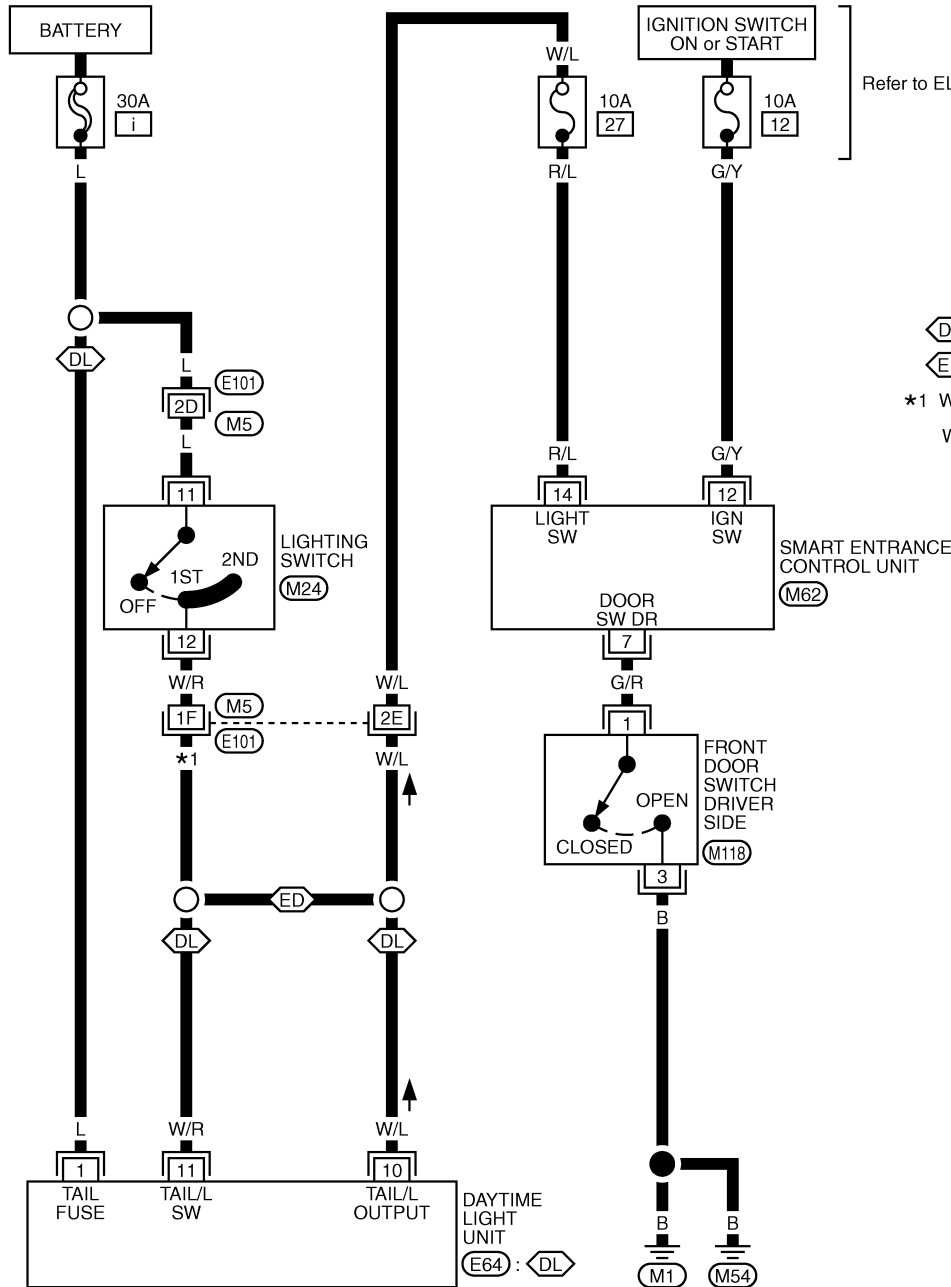 BATTERY
IGNITION SWITCH
ON or START
W/L
30A
i
10A
27
10A
12
Refer to EL
L
R/L
G/Y
DL
D
E
*1 W
W
L
E101
2D
M5
L
R/L
G/Y
11
14
12
LIGHT
SW
IGN
SW
LIGHTING
SWITCH
M24
2ND
1ST
OFF
SMART ENTRANCE
CONTROL UNIT
M62
DOOR
SW DR
12
7
W/R
W/L
G/R
1F
M5
E101
2E
1
*1
W/L
FRONT
DOOR
SWITCH
DRIVER
SIDE
M118
OPEN
CLOSED
3
ED
B
DL
DL
L
W/R
W/L
1
11
10
TAIL
FUSE
TAIL/L
SW
TAIL/L
OUTPUT
DAYTIME
LIGHT
UNIT
E64 : DL
B
B
M1
M54